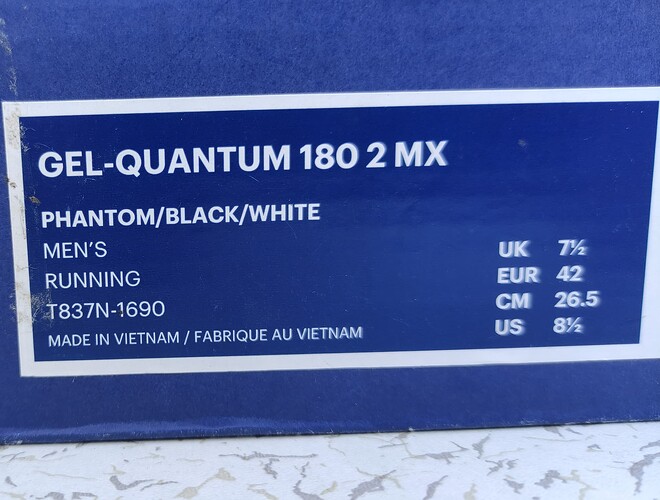 GEL-QUANTUM 180 2 MX
PHANTOM/BLACK/WHITE
MEN'S
RUNNING
T837N-1690
MADE IN VIETNAM / FABRIQUE AU VIETNAM
UK 7½
EUR 42
CM 26.5
US 8½